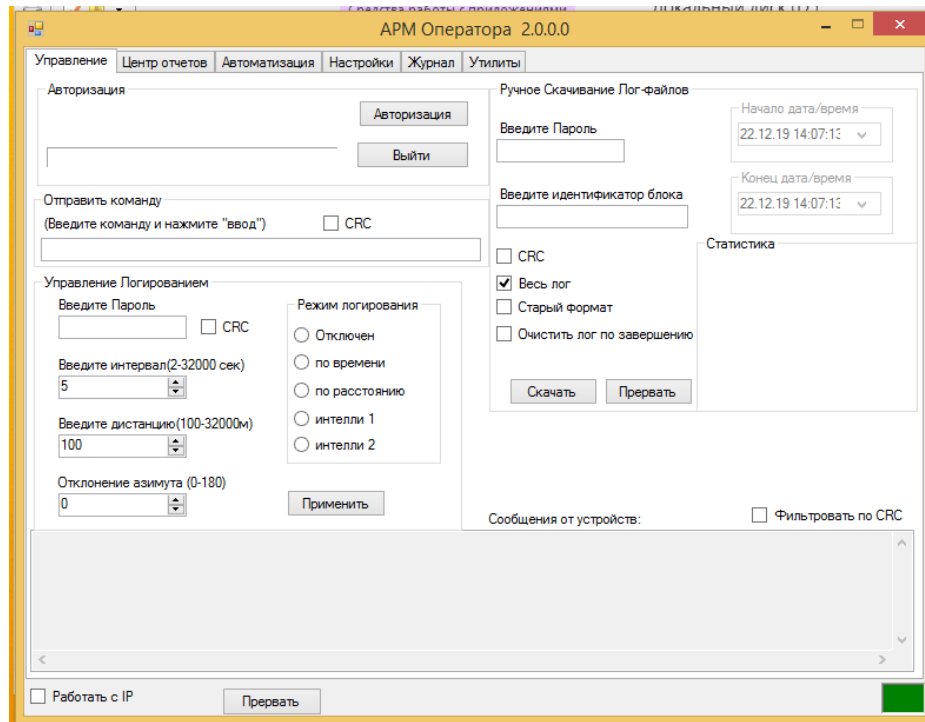 Средства работы с приложениями
Локальный диск (D:)
АРМ Оператора 2.0.0.0
Управление
Центр отчетов
Автоматизация
Настройки
Журнал
Утилиты
Авторизация
Авторизация
Выйти
Отправить команду
(Введите команду и нажмите "ввод")
CRC
Управление Логированием
Введите Пароль
CRC
Введите интервал(2-32000 сек)
5
Введите дистанцию(100-32000м)
100
Отклонение азимута (0-180)
0
Режим логирования
Отключен
по времени
по расстоянию
интелли 1
интелли 2
Применить
Ручное Скачивание Лог-файлов
Введите Пароль
Начало дата/время
22.12.19 14:07:13
Введите идентификатор блока
Конец дата/время
22.12.19 14:07:13
CRC
Весь лог
Старый формат
Очистить лог по завершению
Скачать
Прервать
Статистика
Сообщения от устройств:
Фильтровать по CRC
Работать с IP
Прервать